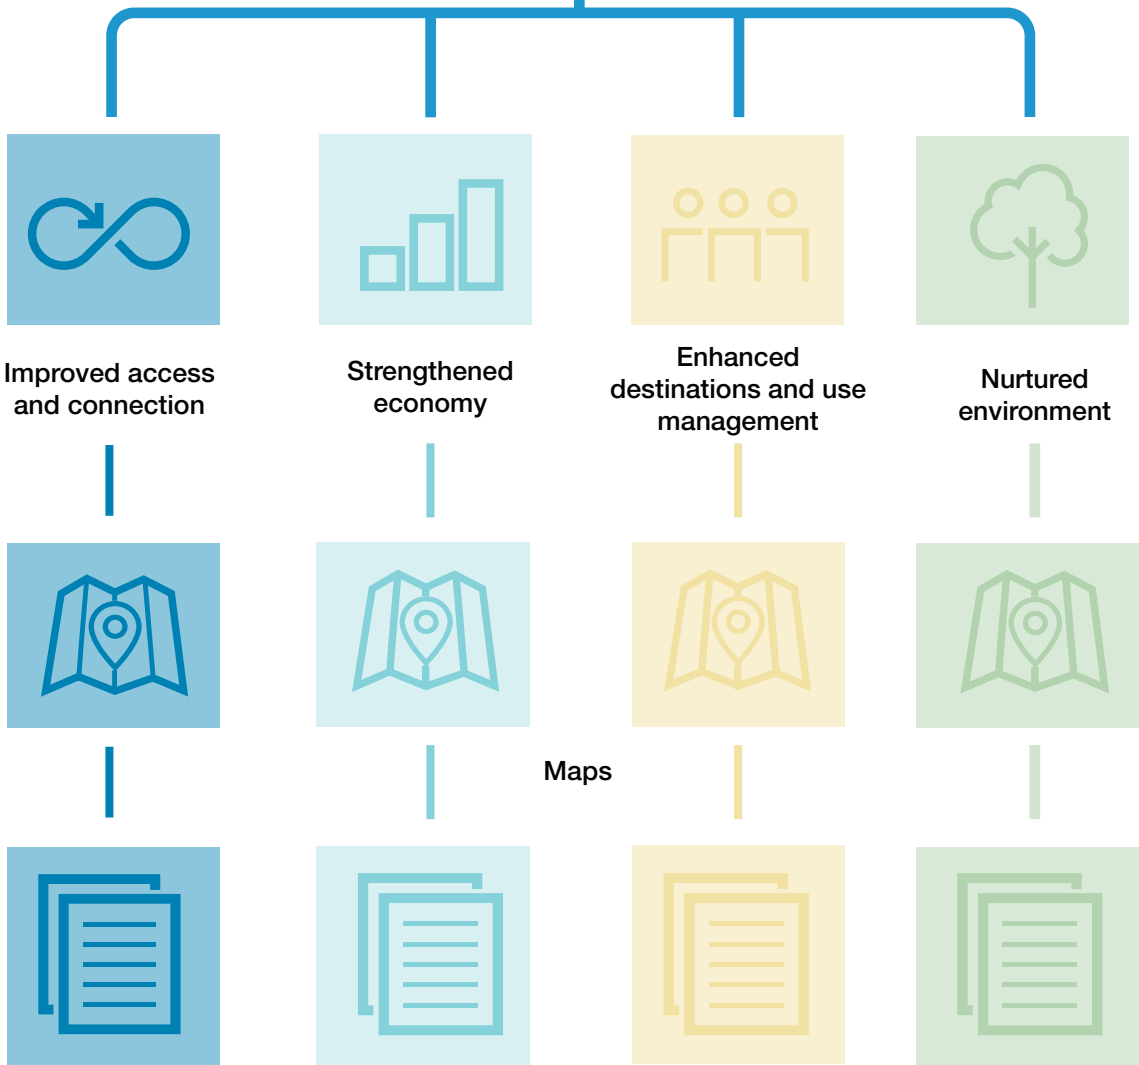 Improved access
and connection
Strengthened
economy
Enhanced
destinations and use
management
Nurtured
environment
Maps